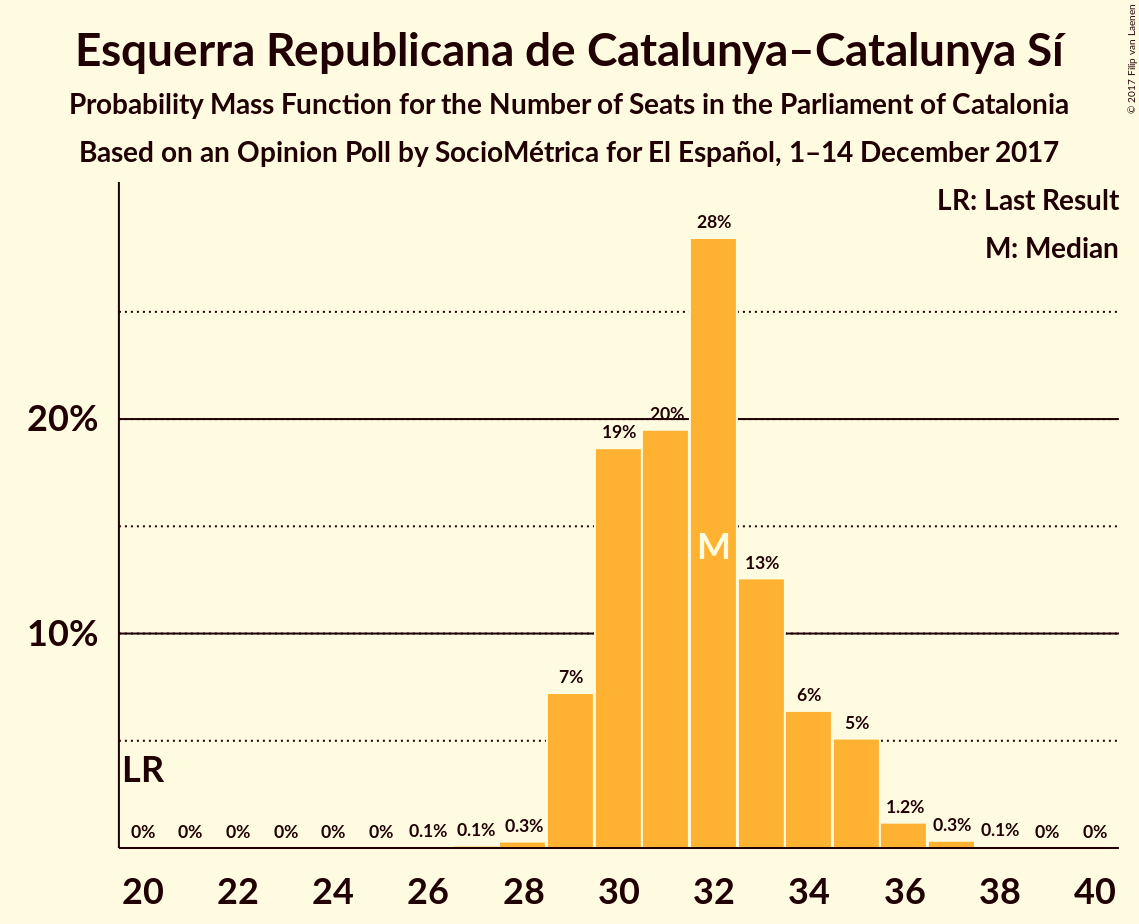 Esquerra Republicana de Catalunya–Catalunya Sí
Probability Mass Function for the Number of Seats in the Parliament of Catalonia
Based on an Opinion Poll by SocioMétrica for El Español, 1–14 December 2017
© 2017 Filip van Laenen
LR: Last Result
M: Median
28%
20%
20%
19%
M
13%
10%
7%
6%
5%
LR
0% 0% 0% 0% 0% 0% 0.1% 0.1% 0.3% 1.2% 0.3% 0.1% 0% 0%
20 22 24 26 28 30 32 34 36 38 40